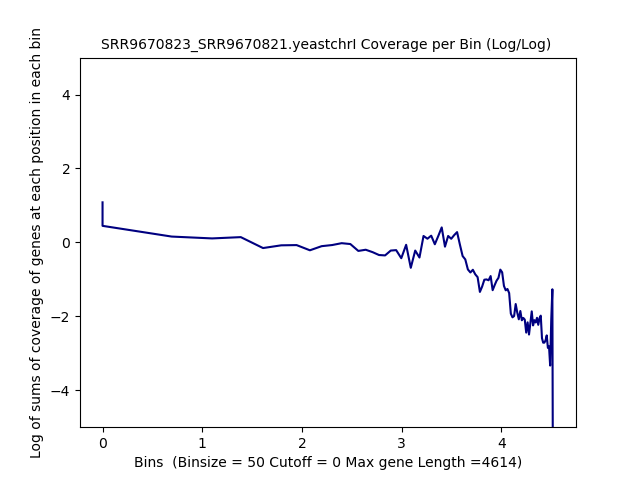 SRR9670823_SRR9670821.yeastchrI Coverage per Bin (Log/Log)
Log of sums of coverage of genes at each position in each bin
4
2
0
−2
−4
0 1 2 3 4
Bins  (Binsize = 50 Cutoff = 0 Max gene Length =4614)